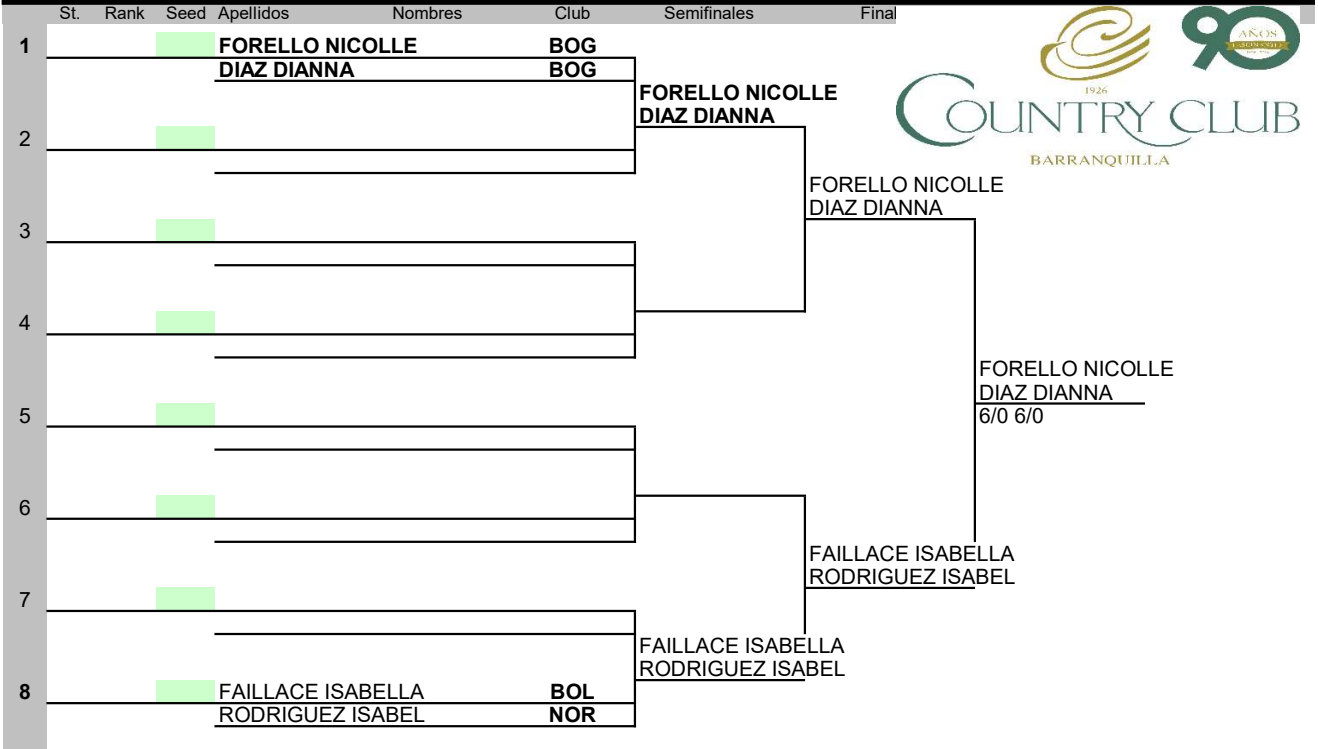 St. Rank Seed Apellidos Nombres Club Semifinales Final
AÑOS
1926
COUNTRY CLUB
BARRANQUILLA
1 FORELLO NICOLLE BOG
DIAZ DIANNA BOG
FORELLO NICOLLE
DIAZ DIANNA
2
FORELLO NICOLLE
DIAZ DIANNA
3
4
FORELLO NICOLLE
DIAZ DIANNA
6/0 6/0
5
6
FAILLACE ISABELLA
RODRIGUEZ ISABEL
7
FAILLACE ISABELLA
RODRIGUEZ ISABEL
8 FAILLACE ISABELLA BOL
RODRIGUEZ ISABEL NOR